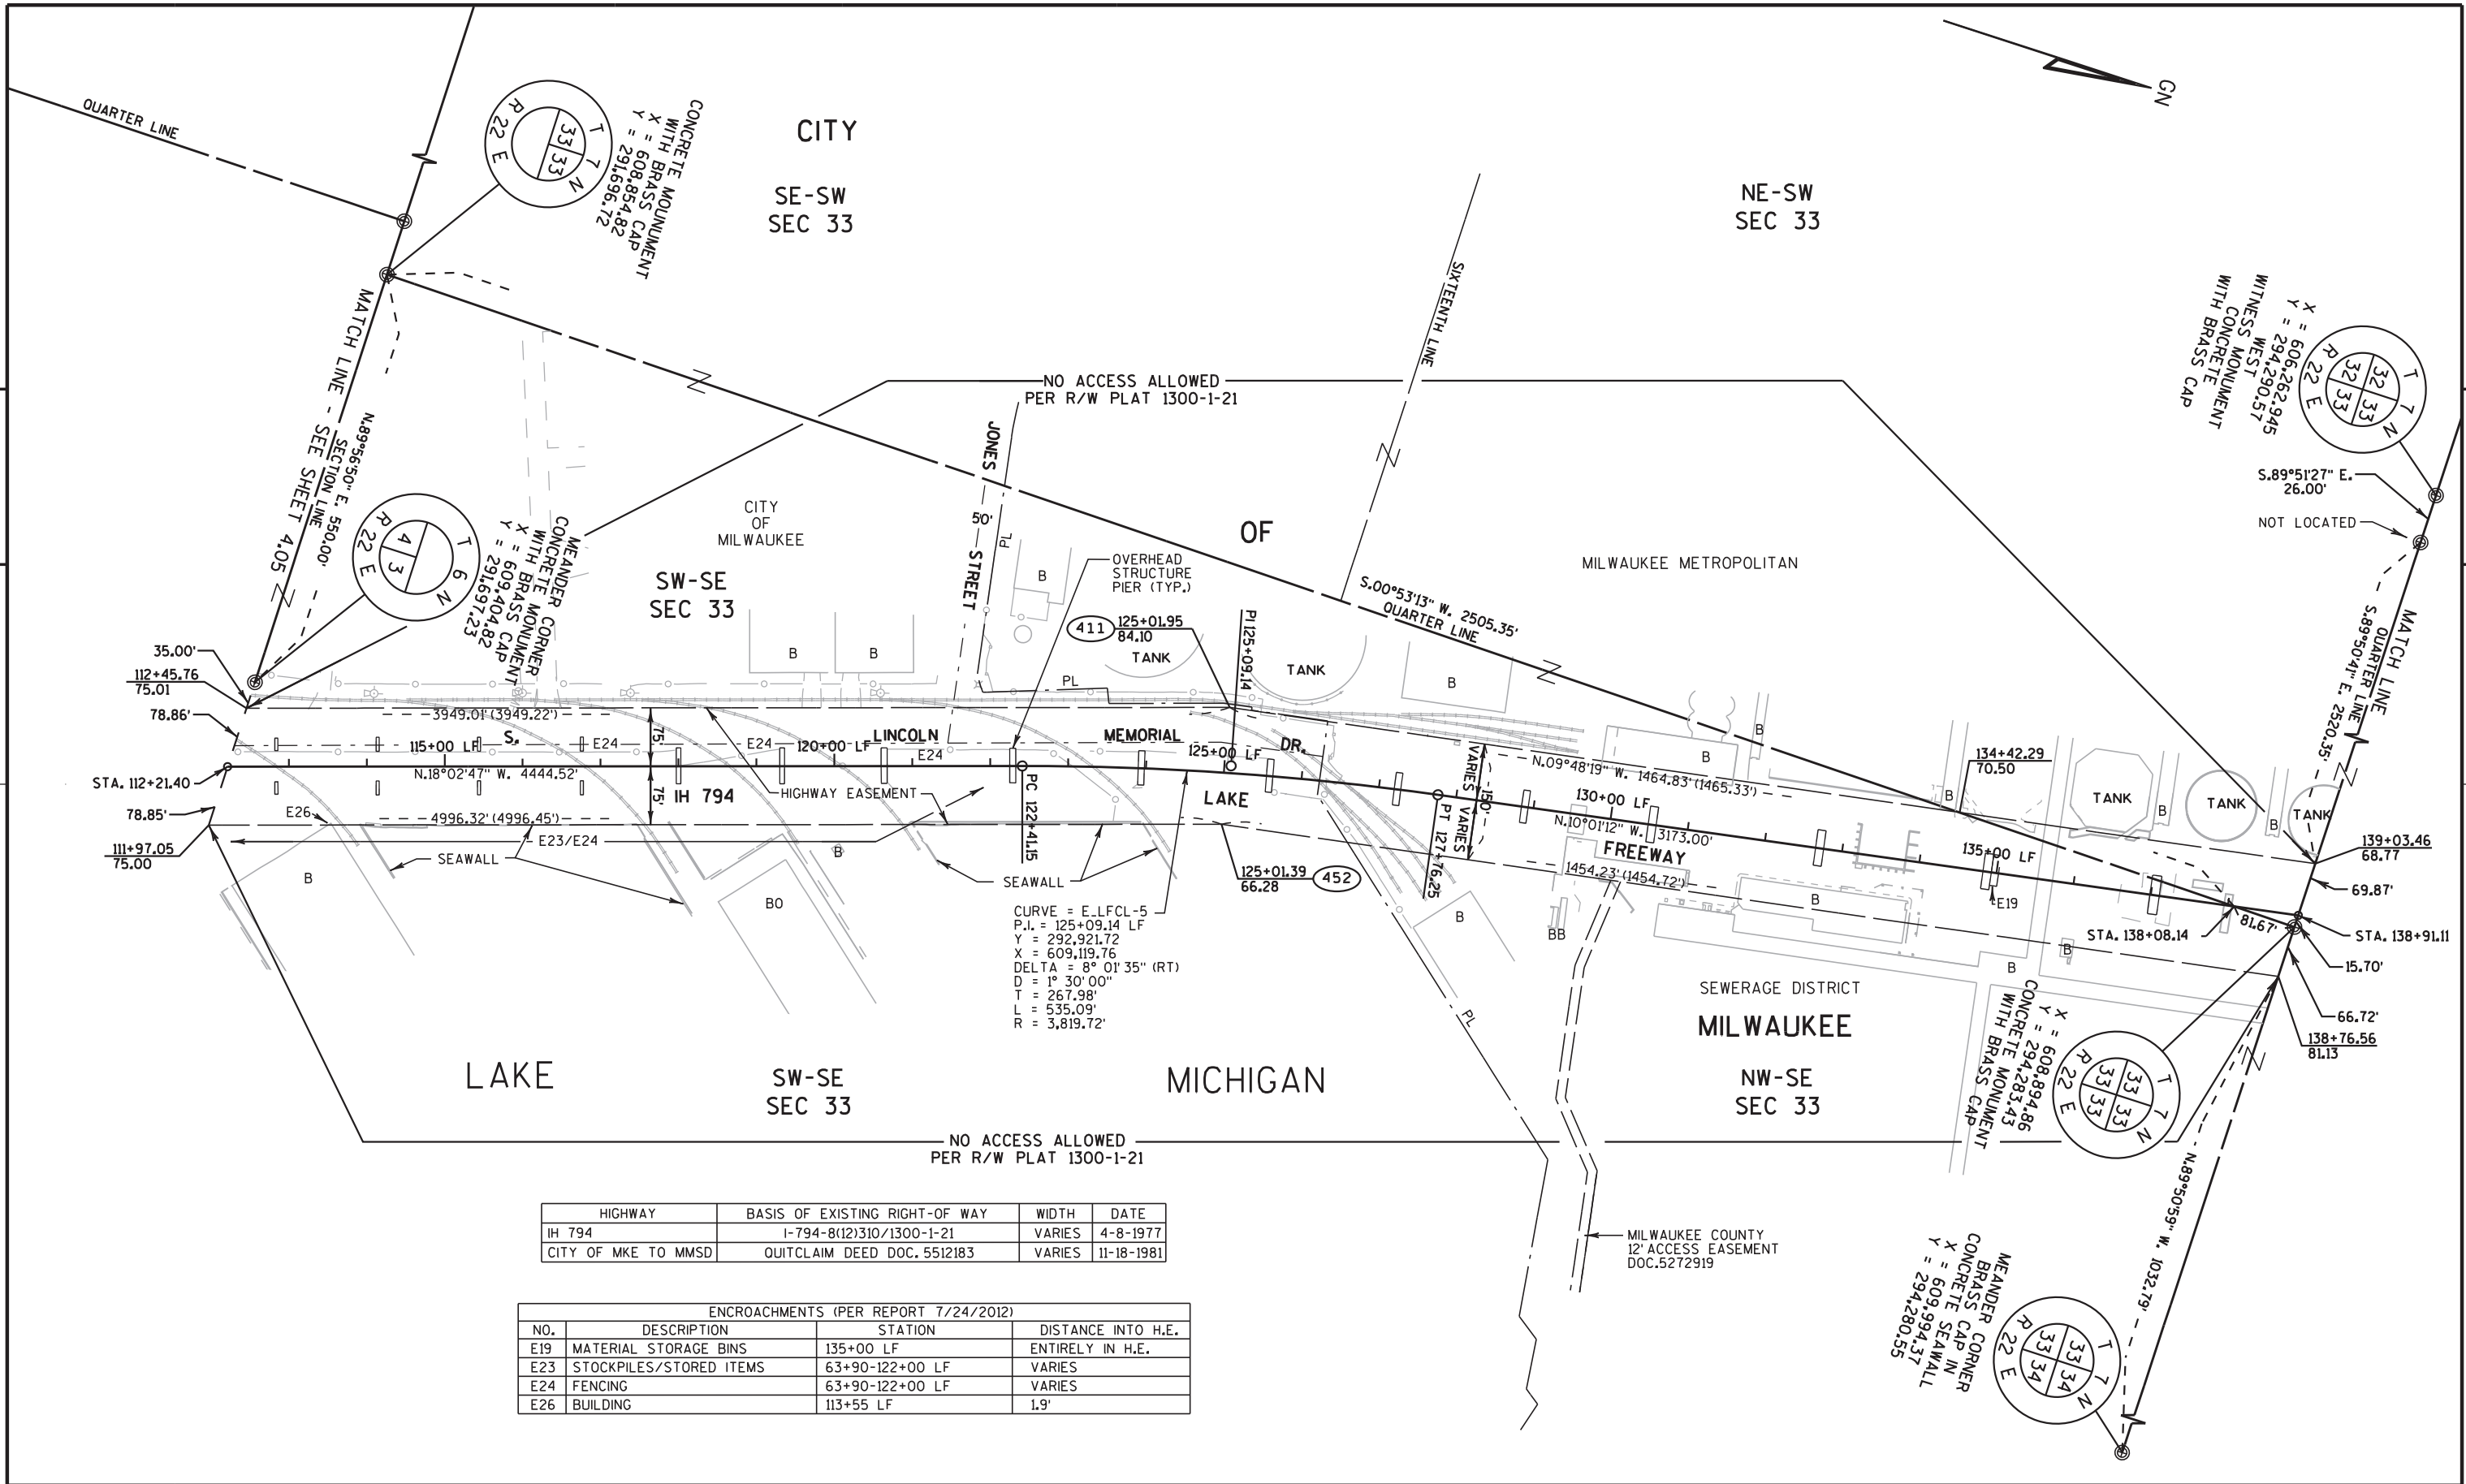 QUARTER LINE
GN
T 7 N
R 22 E
33 33
CONCRETE MOUNUMENT
WITH BRASS CAP
X = 608,854.82
Y = 291,696.72
CITY
SE-SW
SEC 33
NE-SW
SEC 33
SIXTEENTH LINE
X = 606,262.945
Y = 294,290.57
WITNESS MONUMENT
WEST
CONCRETE MONUMENT
WITH BRASS CAP
T 7 N
R 22 E
32 33
32 33
S.89°51'27" E.
26.00'
NOT LOCATED
MATCH LINE - SEE SHEET 4.05
N.89°56'50" E. 550.00'
SECTION LINE
NO ACCESS ALLOWED
PER R/W PLAT 1300-1-21
T 6 N
R 22 E
4 3
MEANDER CORNER
CONCRETE MONUMENT
WITH BRASS CAP
X = 609,404.82
Y = 291,697.23
CITY
OF
MILWAUKEE
SW-SE
SEC 33
JONES STREET
50'
PL
B
OVERHEAD
STRUCTURE
PIER (TYP.)
411
125+01.95
84.10
TANK
PI 125+09.14
TANK
OF
MILWAUKEE METROPOLITAN
S.00°53'13" W. 2505.35'
QUARTER LINE
MATCH LINE
QUARTER LINE
S.89°50'41" E. 2520.35'
35.00'
112+45.76
75.01
78.86'
STA. 112+21.40
78.85'
111+97.05
75.00
B
B
PL
B
B
B
3949.01' (3949.22')
S.
LINCOLN
MEMORIAL
DR.
115+00 LF
E24
E24
120+00 LF
E24
125+00 LF
75'
75'
N.18°02'47" W. 4444.52'
IH 794
HIGHWAY EASEMENT
PC 122+41.15
LAKE
PT 127+76.25
VARIES
150'
VARIES
N.09°48'19" W. 1464.83' (1465.33')
130+00 LF
N.10°01'12" W. 3173.00'
FREEWAY
1454.23' (1454.72')
134+42.29
70.50
B
TANK
B
TANK
B
TANK
135+00 LF
E19
139+03.46
68.77
69.87'
STA. 138+08.14
81.67'
STA. 138+91.11
15.70'
66.72'
138+76.56
81.13
E26
4996.32' (4996.45')
E23/E24
SEAWALL
B
BO
B
SEAWALL
125+01.39
66.28
452
CURVE = E_LFCL-5
P.I. = 125+09.14 LF
Y = 292,921.72
X = 609,119.76
DELTA = 8° 01' 35" (RT)
D = 1° 30' 00"
T = 267.98'
L = 535.09'
R = 3,819.72'
B
BB
B
B
B
SEWERAGE DISTRICT
MILWAUKEE
NW-SE
SEC 33
PL
X = 608,894.86
Y = 294,283.43
CONCRETE MONUMENT
WITH BRASS CAP
T 7 N
R 22 E
33 33
33 33
LAKE
SW-SE
SEC 33
MICHIGAN
NO ACCESS ALLOWED
PER R/W PLAT 1300-1-21
N.89°50'59" W. 1032.79'
MILWAUKEE COUNTY
12' ACCESS EASEMENT
DOC.5272919
MEANDER CORNER
BRASS CAP IN
CONCRETE SEAWALL
X = 609,994.37
Y = 294,280.55
T 7 N
R 22 E
33 34
33 34
HIGHWAY BASIS OF EXISTING RIGHT-OF WAY WIDTH DATE
IH 794 I-794-8(12)310/1300-1-21 VARIES 4-8-1977
CITY OF MKE TO MMSD QUITCLAIM DEED DOC. 5512183 VARIES 11-18-1981
ENCROACHMENTS (PER REPORT 7/24/2012)
NO. DESCRIPTION STATION DISTANCE INTO H.E.
E19 MATERIAL STORAGE BINS 135+00 LF ENTIRELY IN H.E.
E23 STOCKPILES/STORED ITEMS 63+90-122+00 LF VARIES
E24 FENCING 63+90-122+00 LF VARIES
E26 BUILDING 113+55 LF 1.9'